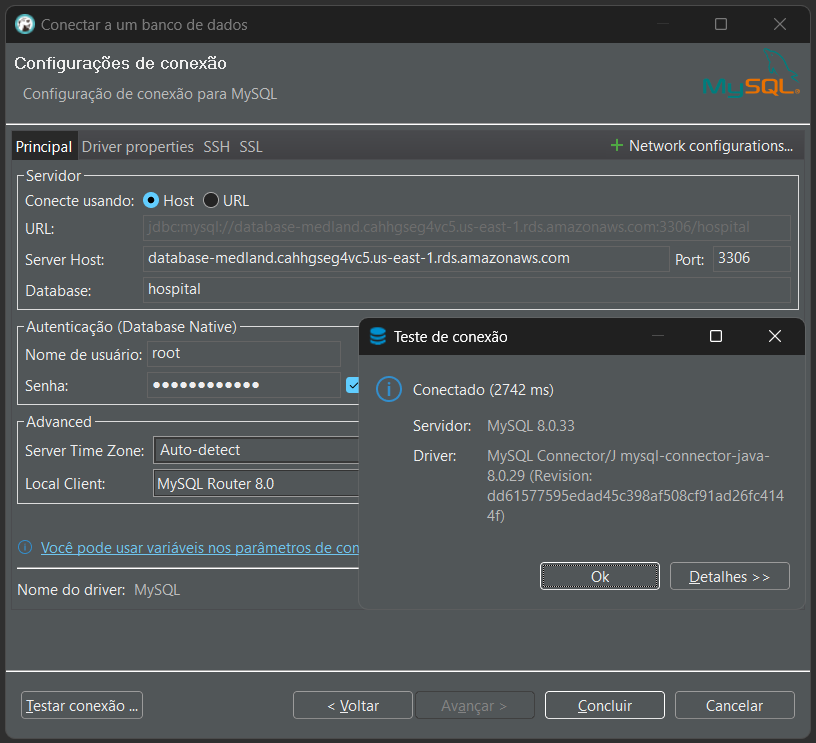 Conectar a um banco de dados
Configurações de conexão
Configuração de conexão para MySQL
MySQL®
Principal Driver properties SSH SSL Network configurations...
Servidor
Conecte usando: Host URL
URL: jdbc:mysql://database-medland.cahhgseg4vc5.us-east-1.rds.amazonaws.com:3306/hospital
Server Host: database-medland.cahhgseg4vc5.us-east-1.rds.amazonaws.com Port: 3306
Database: hospital
Autenticação (Database Native)
Nome de usuário: root
Senha: ••••••••••••
Advanced
Server Time Zone: Auto-detect
Local Client: MySQL Router 8.0
Você pode usar variáveis nos parâmetros de con
Nome do driver: MySQL
Teste de conexão
Conectado (2742 ms)
Servidor: MySQL 8.0.33
Driver: MySQL Connector/J mysql-connector-java-
8.0.29 (Revision:
dd61577595edad45c398af508cf91ad26fc414
4f)
Ok Detalhes >>
Testar conexão ... < Voltar Avançar > Concluir Cancelar